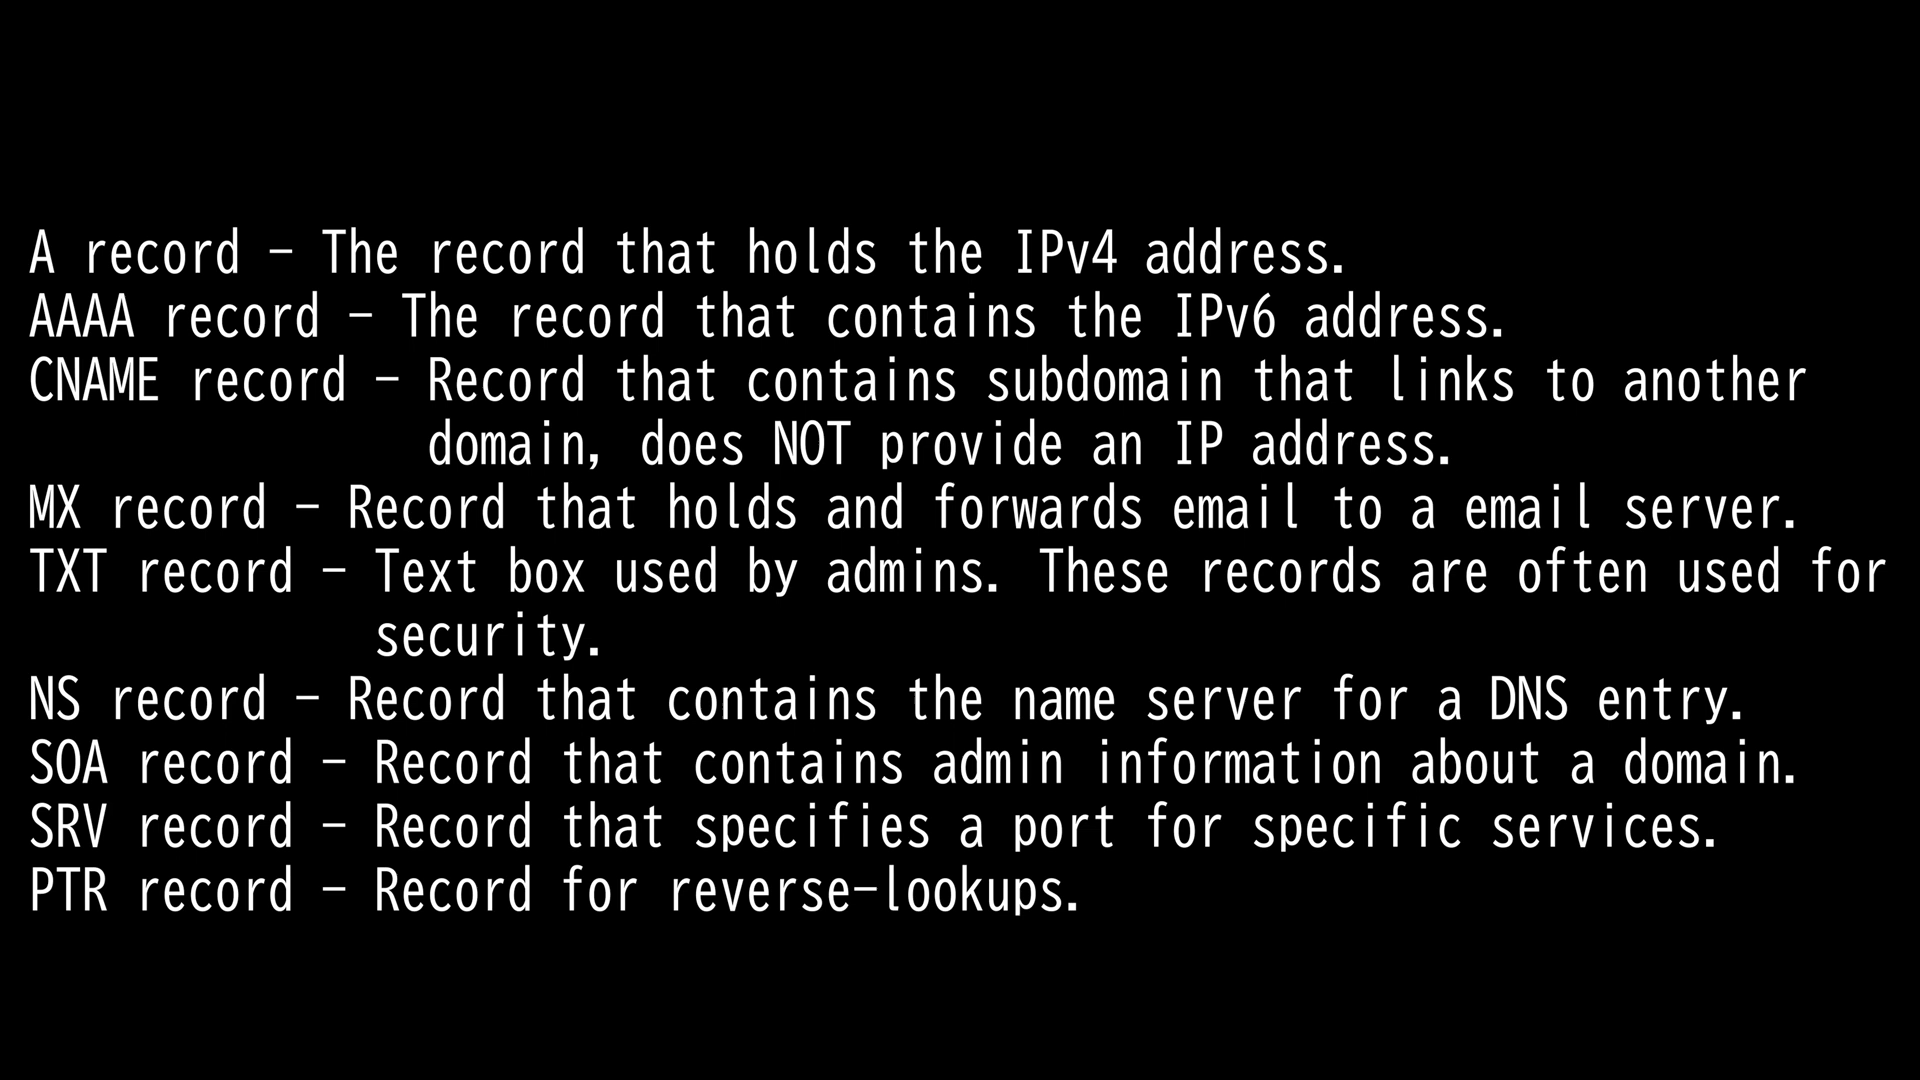 A record - The record that holds the IPv4 address.
AAAA record - The record that contains the IPv6 address.
CNAME record - Record that contains subdomain that links to another
domain, does NOT provide an IP address.
MX record - Record that holds and forwards email to a email server.
TXT record - Text box used by admins. These records are often used for
security.
NS record - Record that contains the name server for a DNS entry.
SOA record - Record that contains admin information about a domain.
SRV record - Record that specifies a port for specific services.
PTR record - Record for reverse-lookups.